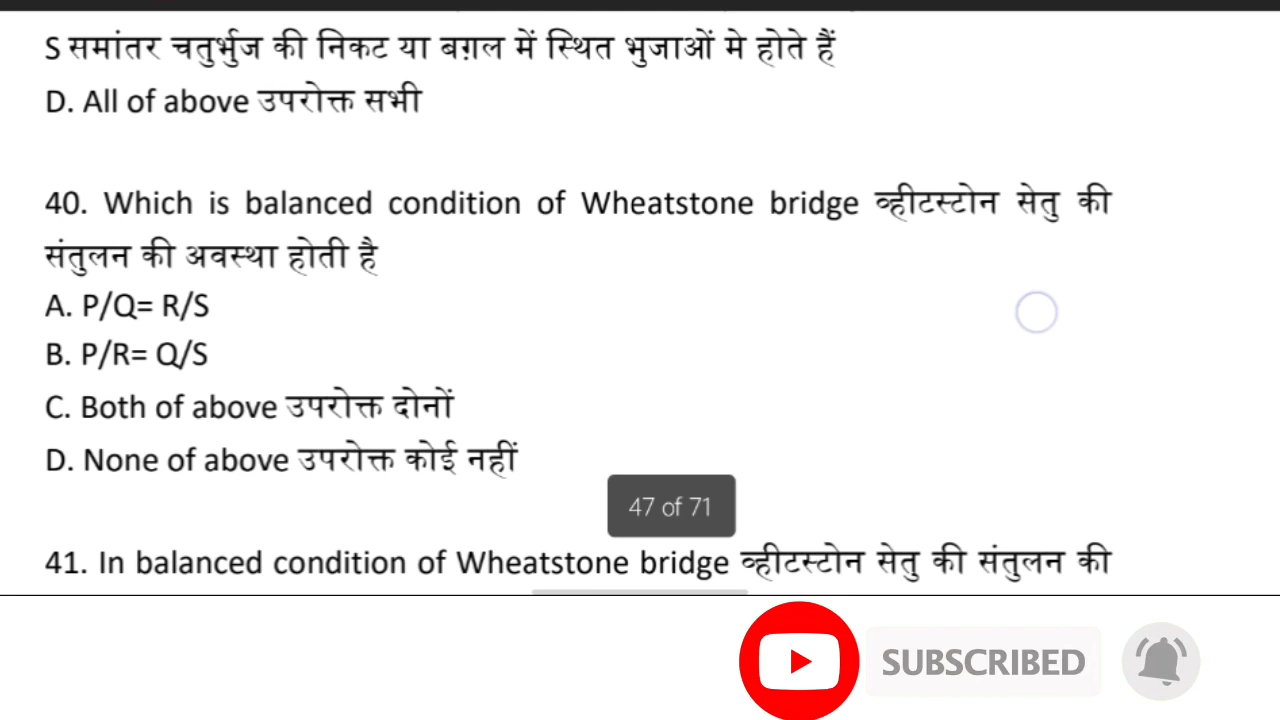 S समांतर चतुर्भुज की निकट या बग़ल में स्थित भुजाओं मे होते हैं
D. All of above उपरोक्त सभी
40. Which is balanced condition of Wheatstone bridge व्हीटस्टोन सेतु की
संतुलन की अवस्था होती है
A. P/Q= R/S
B. P/R= Q/S
C. Both of above उपरोक्त दोनों
D. None of above उपरोक्त कोई नहीं
47 of 71
41. In balanced condition of Wheatstone bridge व्हीटस्टोन सेतु की संतुलन की
SUBSCRIBED